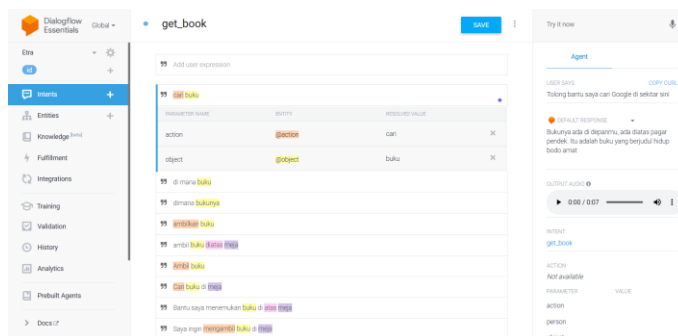 Dialogflow
Essentials
Global
get_book
SAVE
Try it now
Etra
id
Intents
Entities
Knowledge [beta]
Fulfillment
Integrations
Training
Validation
History
Analytics
Prebuilt Agents
Docs
Add user expression
cari buku
PARAMETER NAME ENTITY RESOLVED VALUE
action @action cari
object @object buku
di mana buku
dimana bukunya
ambilkan buku
ambil buku diatas meja
Ambil buku
Cari buku di meja
Bantu saya menemukan buku di atas meja
Saya ingin mengambil buku di meja
Agent
USER SAYS COPY CURL
Tolong bantu saya cari Google di sekitar sini
DEFAULT RESPONSE
Bukunya ada di depanmu, ada diatas pagar
pendek. Itu adalah buku yang berjudul hidup
bodo amat
OUTPUT AUDIO
0:00 / 0:07
INTENT
get_book
ACTION
Not available
PARAMETER VALUE
action
person